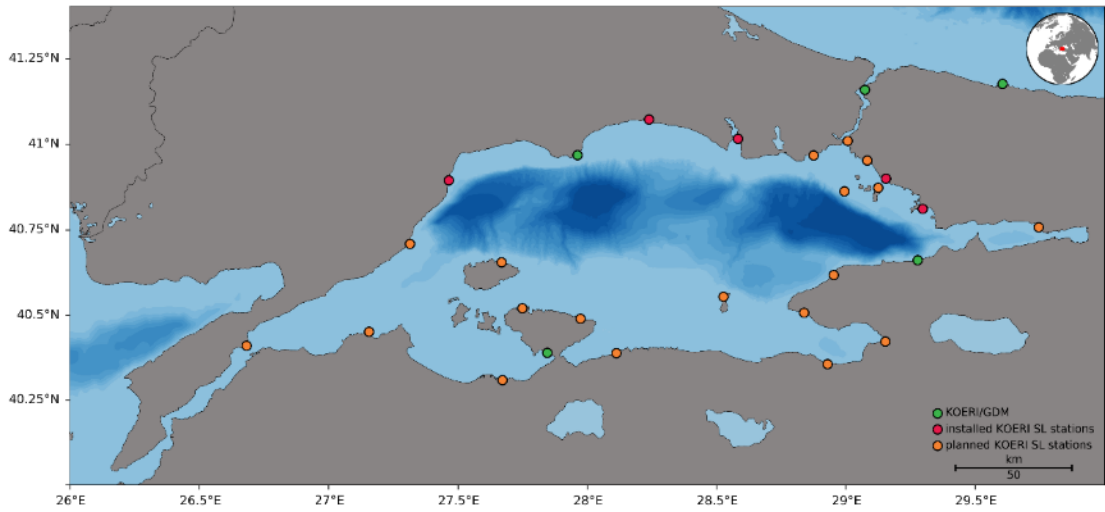 41.25°N
41°N
40.75°N
40.5°N
40.25°N
KOERI/GDM
installed KOERI SL stations
planned KOERI SL stations
km
50
26°E
26.5°E
27°E
27.5°E
28°E
28.5°E
29°E
29.5°E